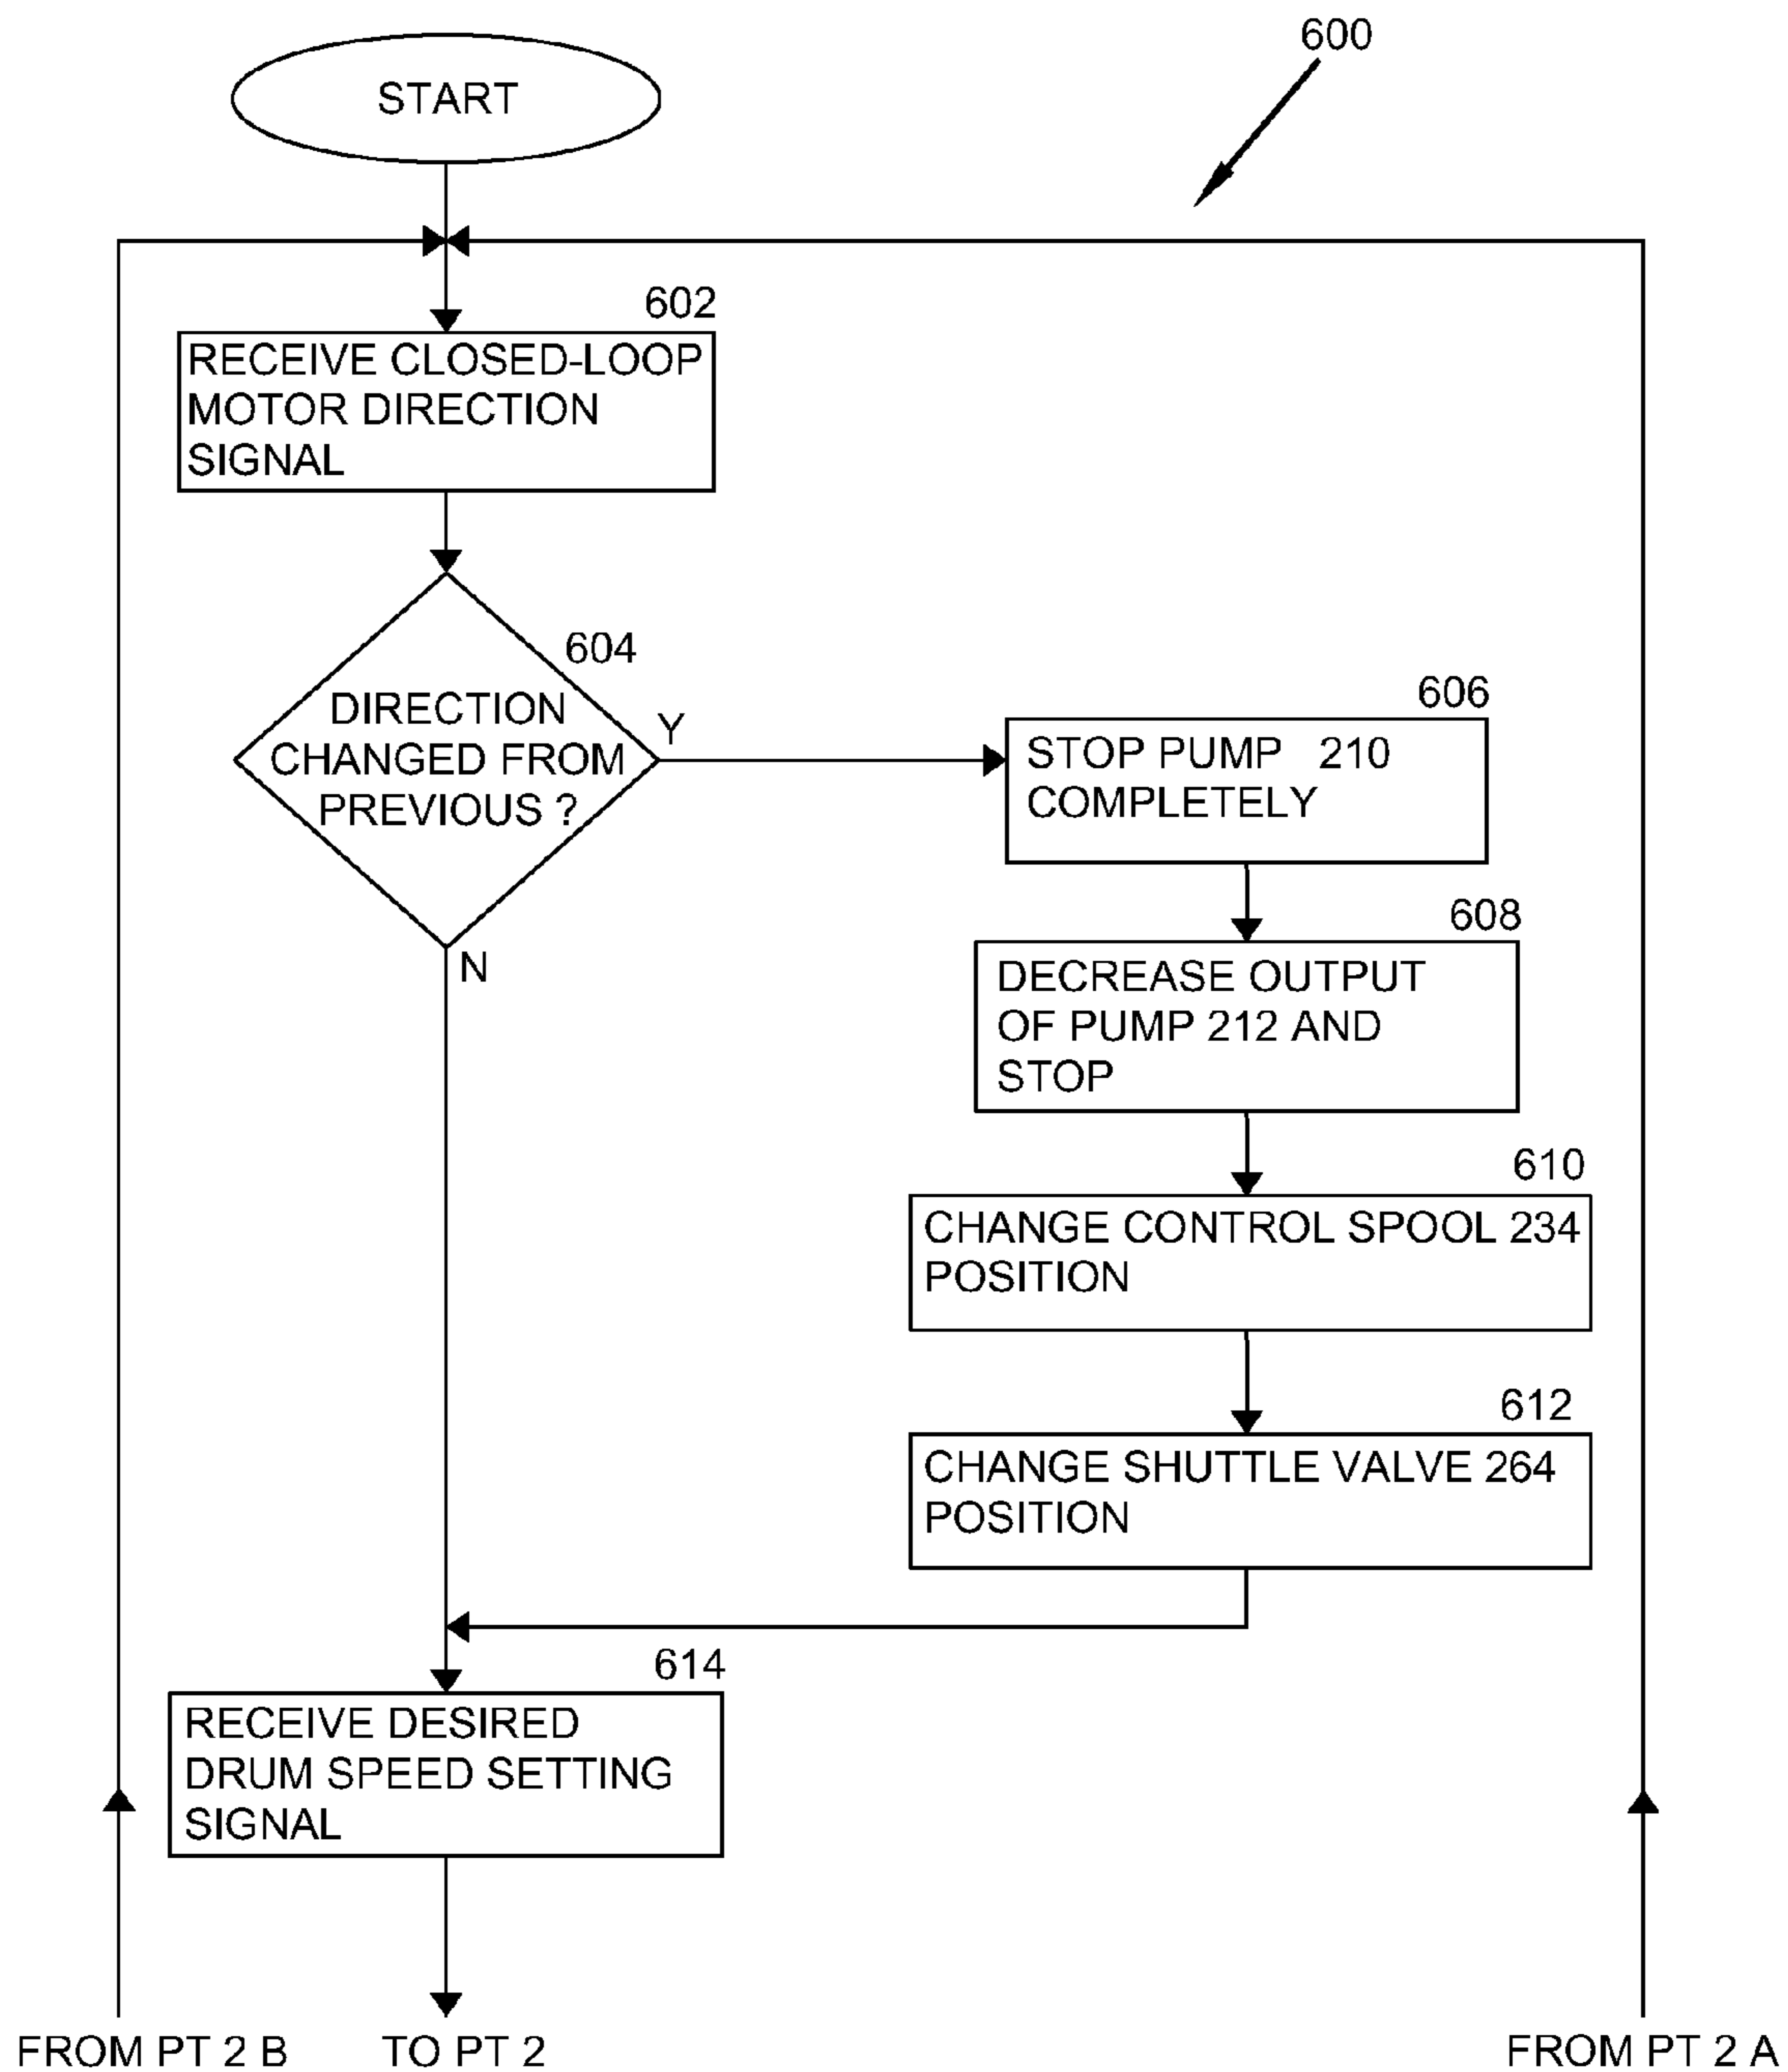 600
START
602
RECEIVE CLOSED-LOOP
MOTOR DIRECTION
SIGNAL
604
DIRECTION
CHANGED FROM
PREVIOUS ?
Y
N
606
STOP PUMP 210
COMPLETELY
608
DECREASE OUTPUT
OF PUMP 212 AND
STOP
610
CHANGE CONTROL SPOOL 234
POSITION
612
CHANGE SHUTTLE VALVE 264
POSITION
614
RECEIVE DESIRED
DRUM SPEED SETTING
SIGNAL
FROM PT 2 B
TO PT 2
FROM PT 2 A